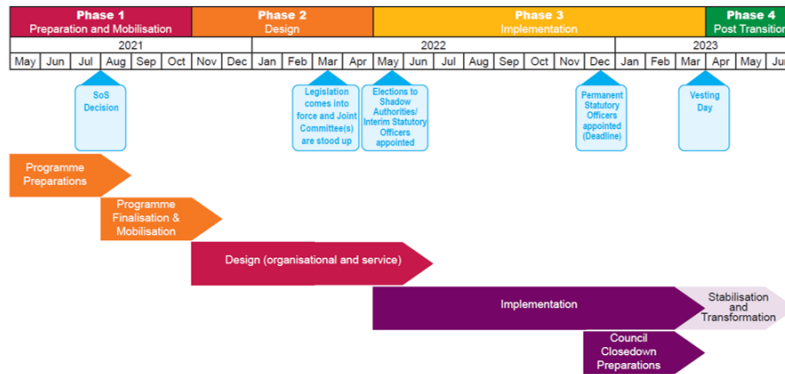 Phase 1
Preparation and Mobilisation
Phase 2
Design
Phase 3
Implementation
Phase 4
Post Transition
2021
2022
2023
May Jun Jul Aug Sep Oct Nov Dec Jan Feb Mar Apr May Jun Jul Aug Sep Oct Nov Dec Jan Feb Mar Apr May Jun
SoS
Decision
Legislation
comes into
force and Joint
Committee(s)
are stood up
Elections to
Shadow
Authorities/
Interim Statutory
Officers
appointed
Permanent
Statutory
Officers
appointed
(Deadline)
Vesting
Day
Programme
Preparations
Programme
Finalisation &
Mobilisation
Design (organisational and service)
Implementation
Stabilisation
and
Transformation
Council
Closedown
Preparations